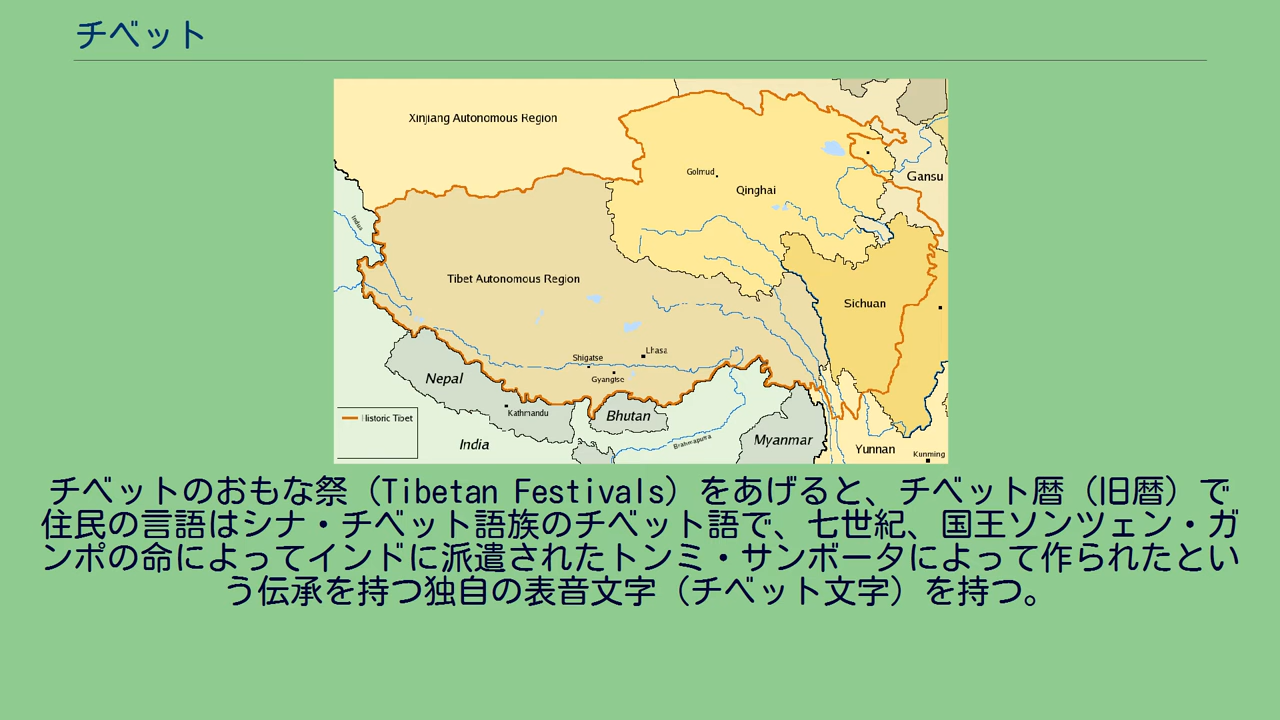 チベット
Xinjiang Autonomous Region
Golmud
Qinghai
Gansu
Indus
Tibet Autonomous Region
Sichuan
Lhasa
Shigatse
Gyangtse
Nepal
Kathmandu
Bhutan
Historic Tibet
India
Brahmaputra
Myanmar
Yunnan
Kunming
チベットのおもな祭（Tibetan Festivals）をあげると、チベット暦（旧暦）で
住民の言語はシナ・チベット語族のチベット語で、七世紀、国王ソンツェン・ガ
ンポの命によってインドに派遣されたトンミ・サンボータによって作られたとい
う伝承を持つ独自の表音文字（チベット文字）を持つ。